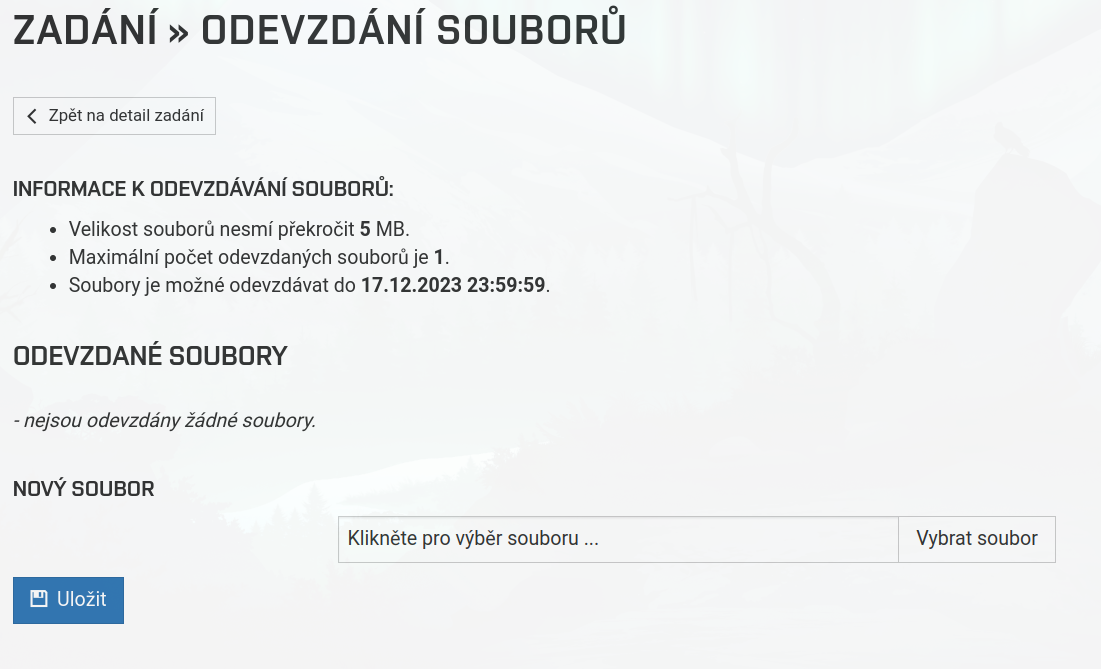 ZADÁNÍ » ODEVZDÁNÍ SOUBORŮ
Zpět na detail zadání
INFORMACE K ODEVZDÁVÁNÍ SOUBORŮ:
• Velikost souborů nesmí překročit 5 MB.
• Maximální počet odevzdaných souborů je 1.
• Soubory je možné odevzdávat do 17.12.2023 23:59:59.
ODEVZDANÉ SOUBORY
- nejsou odevzdány žádné soubory.
NOVÝ SOUBOR
Klikněte pro výběr souboru ... Vybrat soubor
Uložit